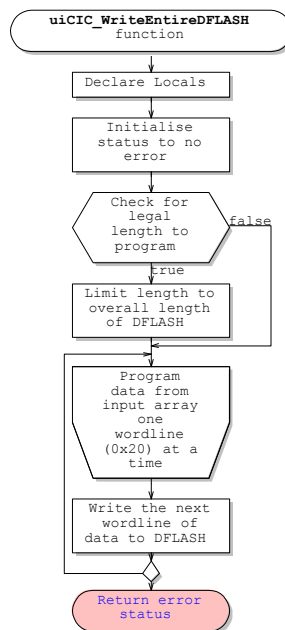 uiCIC_WriteEntireDFLASH
function
Declare Locals
Initialise
status to no
error
Check for
legal
length to
program
false
true
Limit length to
overall length
of DFLASH
Program
data from
input array
one
wordline
(0x20) at a
time
Write the next
wordline of
data to DFLASH
Return error
status